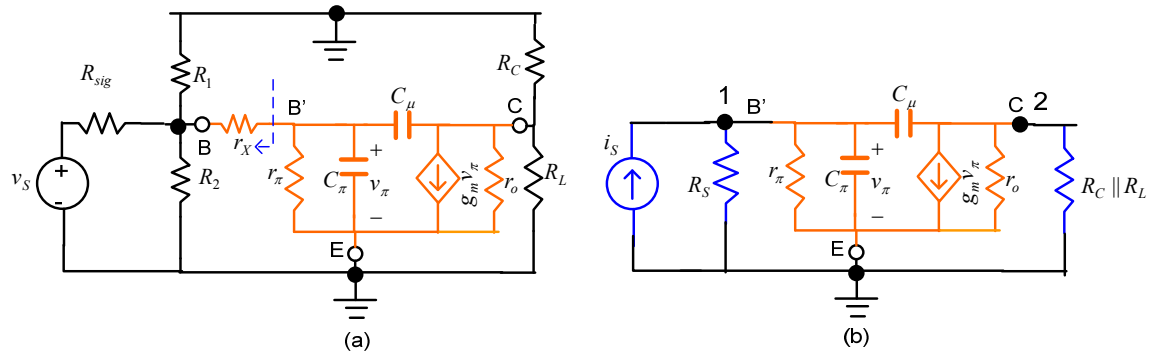 R_sig
R_1
R_C
B'
C_μ
C
B
r_X
v_S
+
-
R_2
r_π
C_π
+
v_π
−
g_m v_π
r_o
R_L
E
(a)
1
B'
C_μ
C 2
i_S
R_S
r_π
C_π
+
v_π
−
g_m v_π
r_o
R_C || R_L
E
(b)